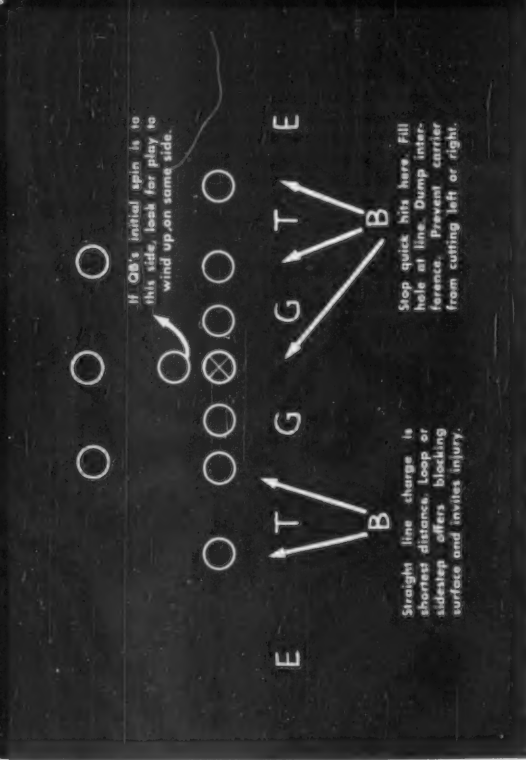 If QB's initial spin is to
this side, look for play to
wind up on same side.
E T G G T E
B B
Straight line charge is
shortest distance. Loop or
sidestep offers blocking
surface and invites injury.
Stop quick hits here. Fill
hole at line. Dump inter-
ference. Prevent carrier
from cutting left or right.